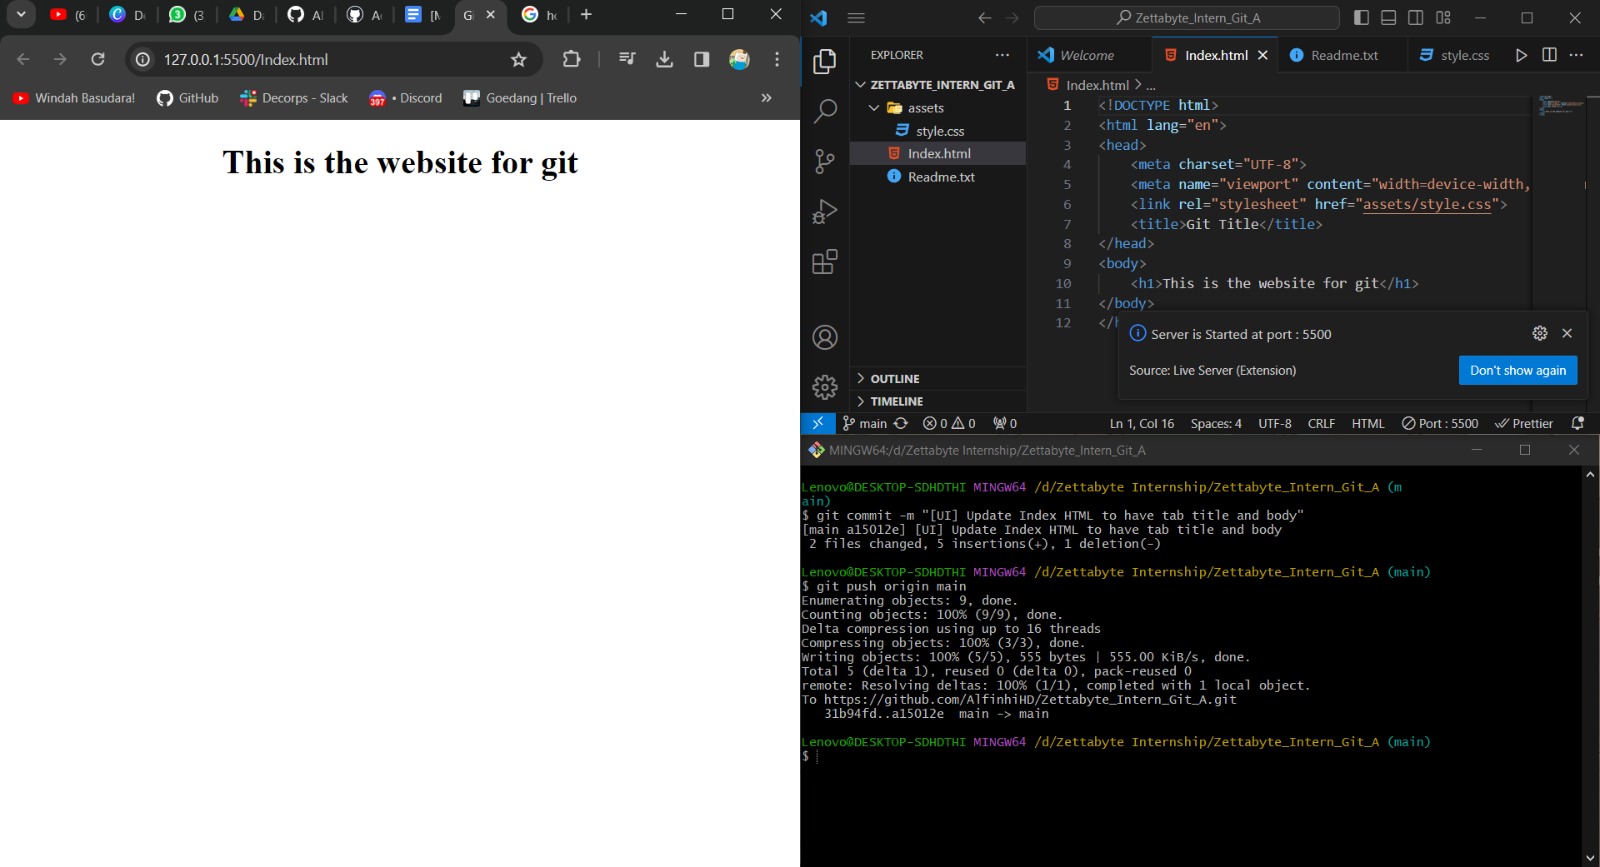 (6
D
(3
D
Al
A
[M
G
h
127.0.0.1:5500/Index.html
Windah Basudara!
GitHub
Decorps - Slack
397
• Discord
Goedang | Trello
»
This is the website for git
Zettabyte_Intern_Git_A
EXPLORER
ZETTABYTE_INTERN_GIT_A
assets
style.css
Index.html
Readme.txt
OUTLINE
TIMELINE
Welcome
Index.html
Readme.txt
style.css
Index.html > ...
1 <!DOCTYPE html>
2 <html lang="en">
3 <head>
4 <meta charset="UTF-8">
5 <meta name="viewport" content="width=device-width,
6 <link rel="stylesheet" href="assets/style.css">
7 <title>Git Title</title>
8 </head>
9 <body>
10 <h1>This is the website for git</h1>
11 </body>
12 </h
Server is Started at port : 5500
Source: Live Server (Extension)
Don't show again
main
0
0
0
Ln 1, Col 16
Spaces: 4
UTF-8
CRLF
HTML
Port : 5500
Prettier
MINGW64:/d/Zettabyte Internship/Zettabyte_Intern_Git_A
Lenovo@DESKTOP-SDHDTHI MINGW64 /d/Zettabyte Internship/Zettabyte_Intern_Git_A (m
ain)
$ git commit -m "[UI] Update Index HTML to have tab title and body"
[main a15012e] [UI] Update Index HTML to have tab title and body
2 files changed, 5 insertions(+), 1 deletion(-)
Lenovo@DESKTOP-SDHDTHI MINGW64 /d/Zettabyte Internship/Zettabyte_Intern_Git_A (main)
$ git push origin main
Enumerating objects: 9, done.
Counting objects: 100% (9/9), done.
Delta compression using up to 16 threads
Compressing objects: 100% (3/3), done.
Writing objects: 100% (5/5), 555 bytes | 555.00 KiB/s, done.
Total 5 (delta 1), reused 0 (delta 0), pack-reused 0
remote: Resolving deltas: 100% (1/1), completed with 1 local object.
To https://github.com/AlfinhiHD/Zettabyte_Intern_Git_A.git
31b94fd..a15012e  main -> main
Lenovo@DESKTOP-SDHDTHI MINGW64 /d/Zettabyte Internship/Zettabyte_Intern_Git_A (main)
$